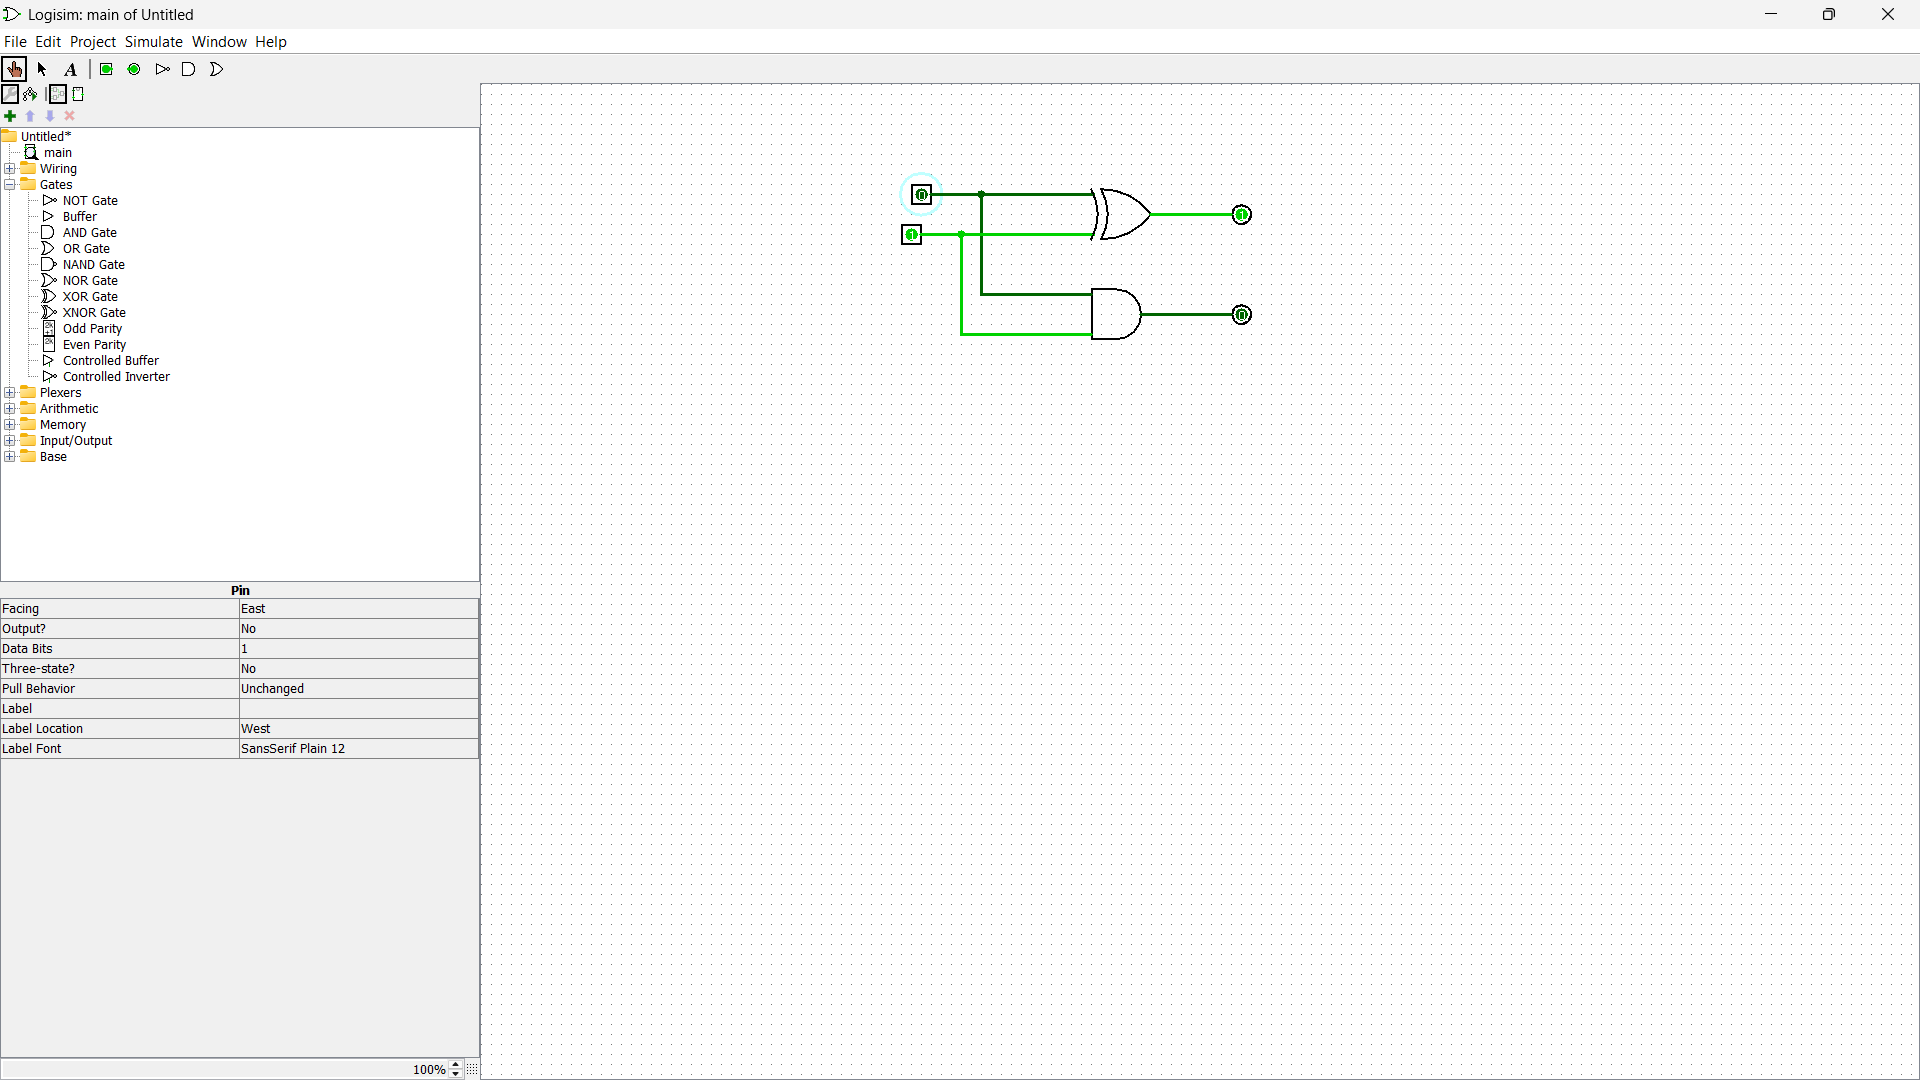 Logisim: main of Untitled
File Edit Project Simulate Window Help
A
Untitled*
main
Wiring
Gates
NOT Gate
Buffer
AND Gate
OR Gate
NAND Gate
NOR Gate
XOR Gate
XNOR Gate
Odd Parity
Even Parity
Controlled Buffer
Controlled Inverter
Plexers
Arithmetic
Memory
Input/Output
Base
0
1
1
0
Pin
Facing East
Output? No
Data Bits 1
Three-state? No
Pull Behavior Unchanged
Label
Label Location West
Label Font SansSerif Plain 12
100%